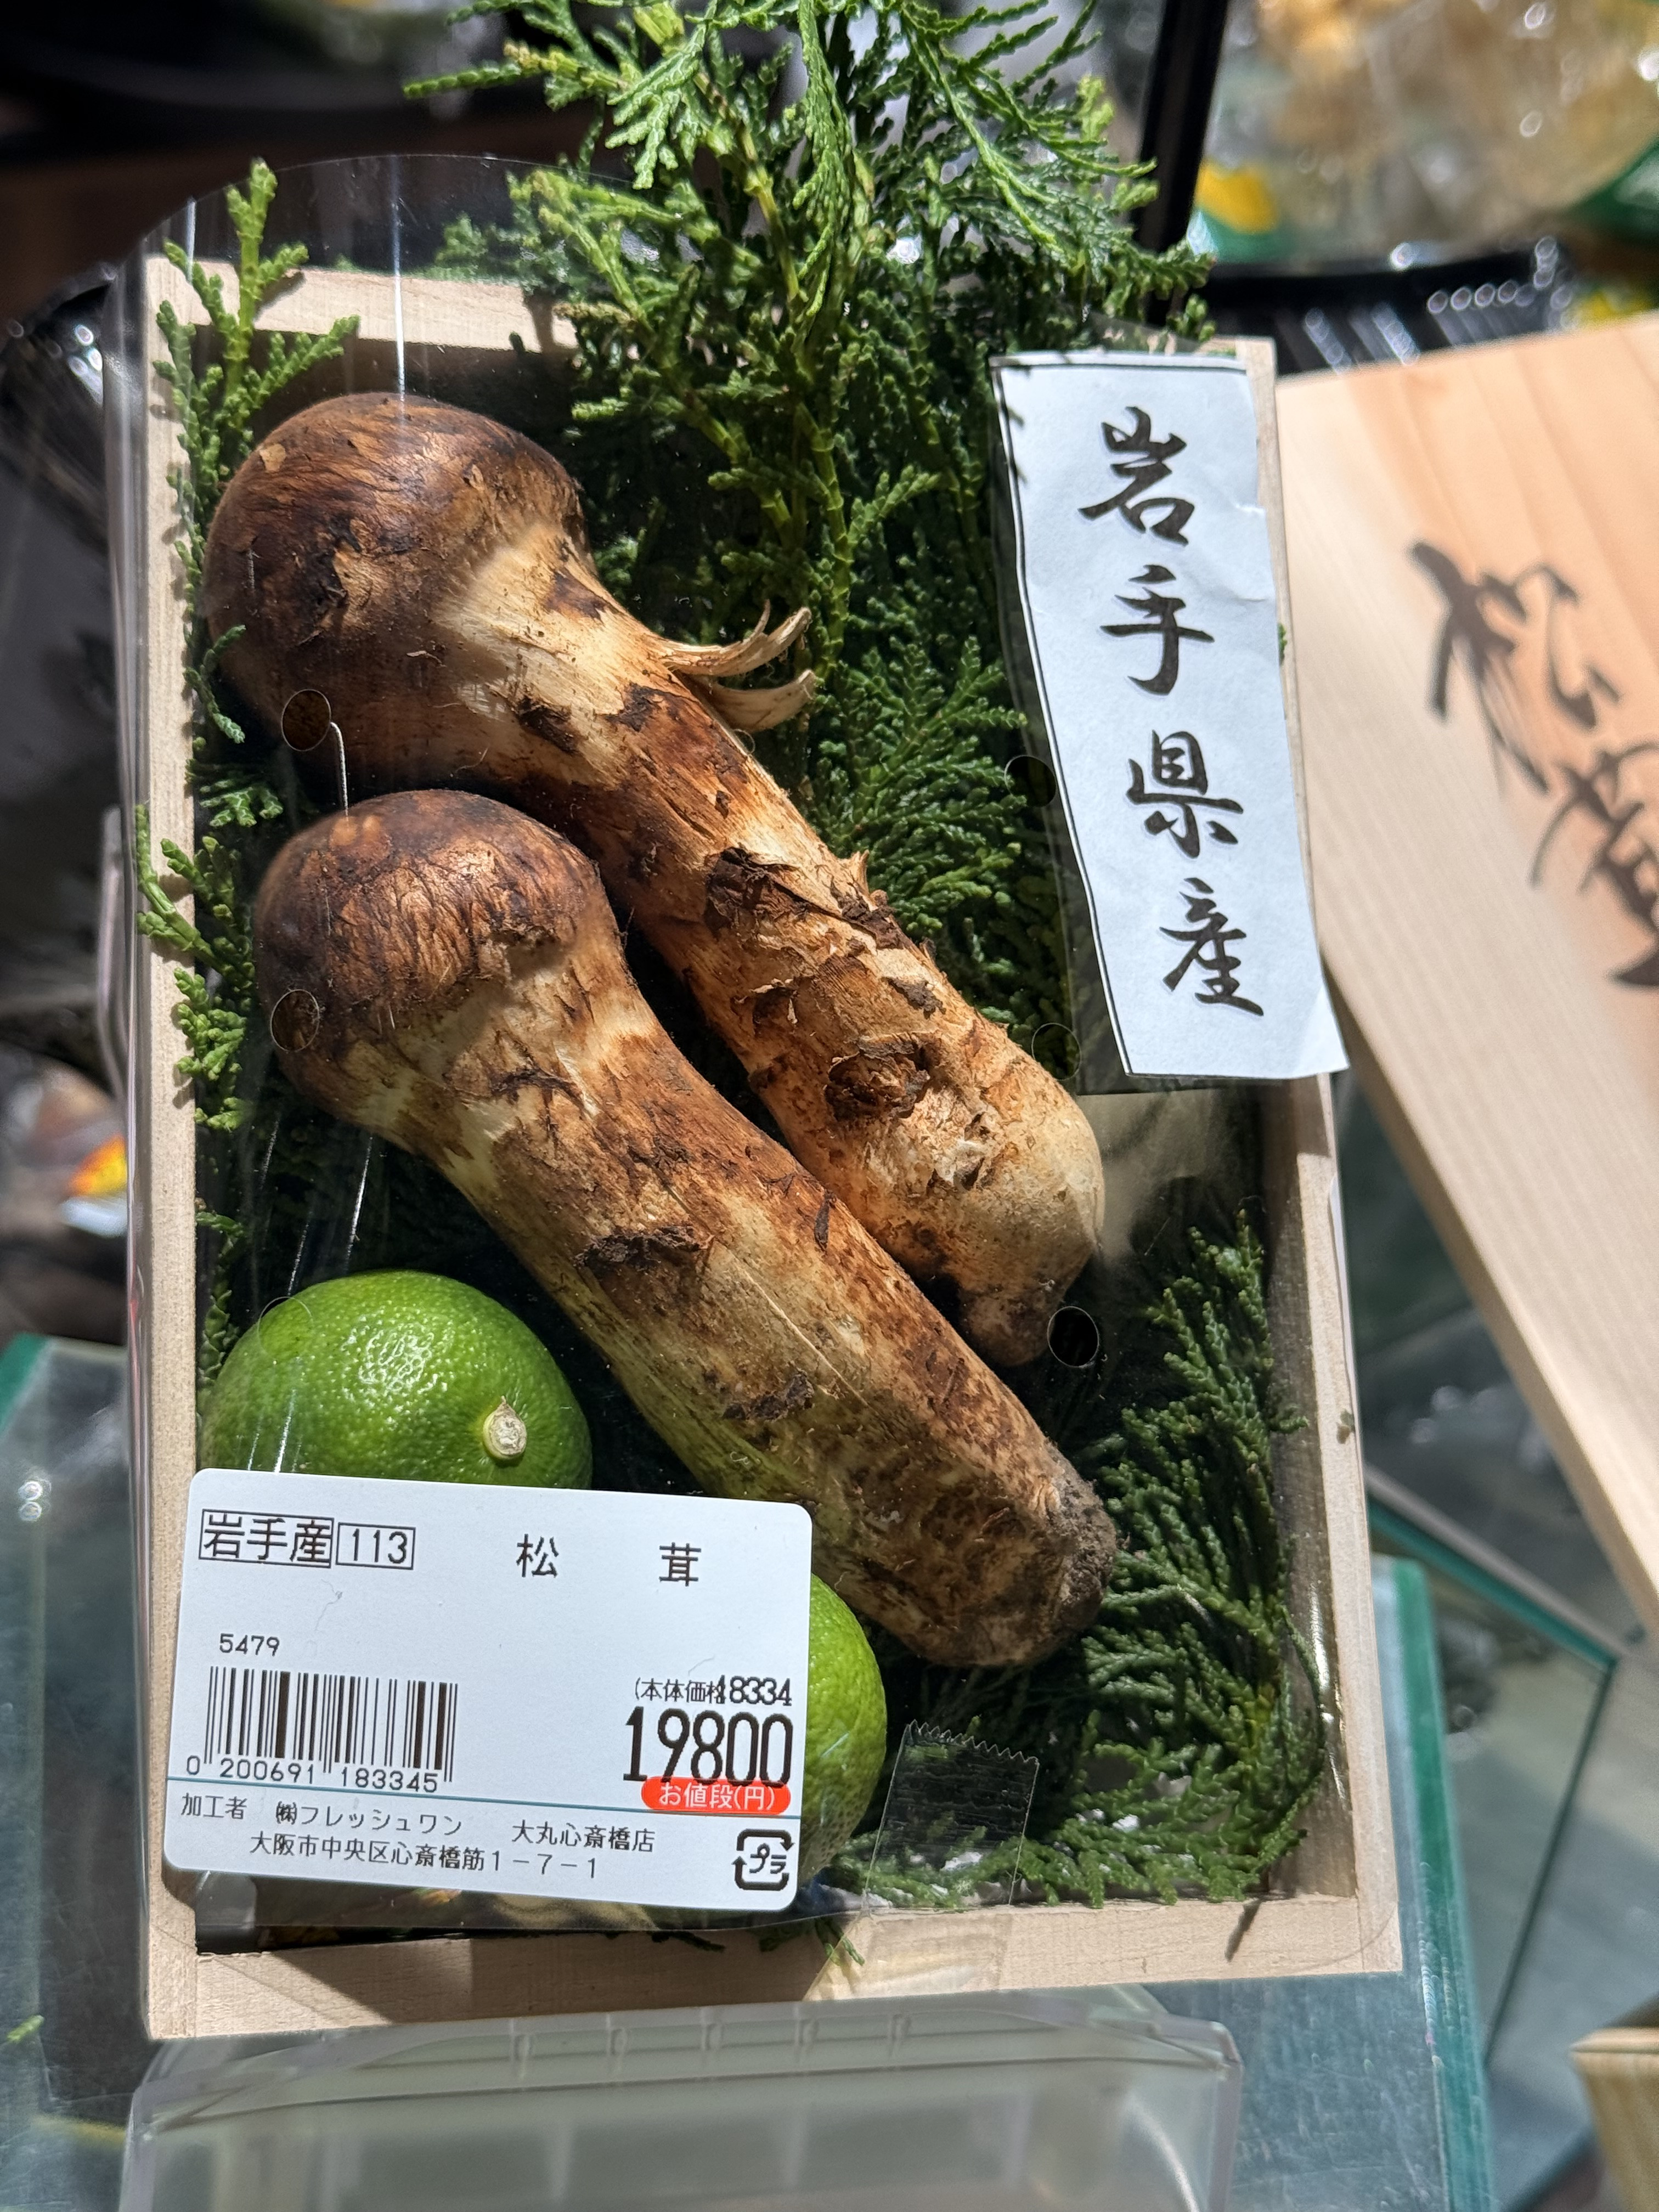 岩手県産
松茸
岩手産 113 松 茸
5479
(本体価格18334
19800
お値段(円)
0 200691 183345
加工者 ㈱フレッシュワン 大丸心斎橋店
大阪市中央区心斎橋筋1-7-1
プラ